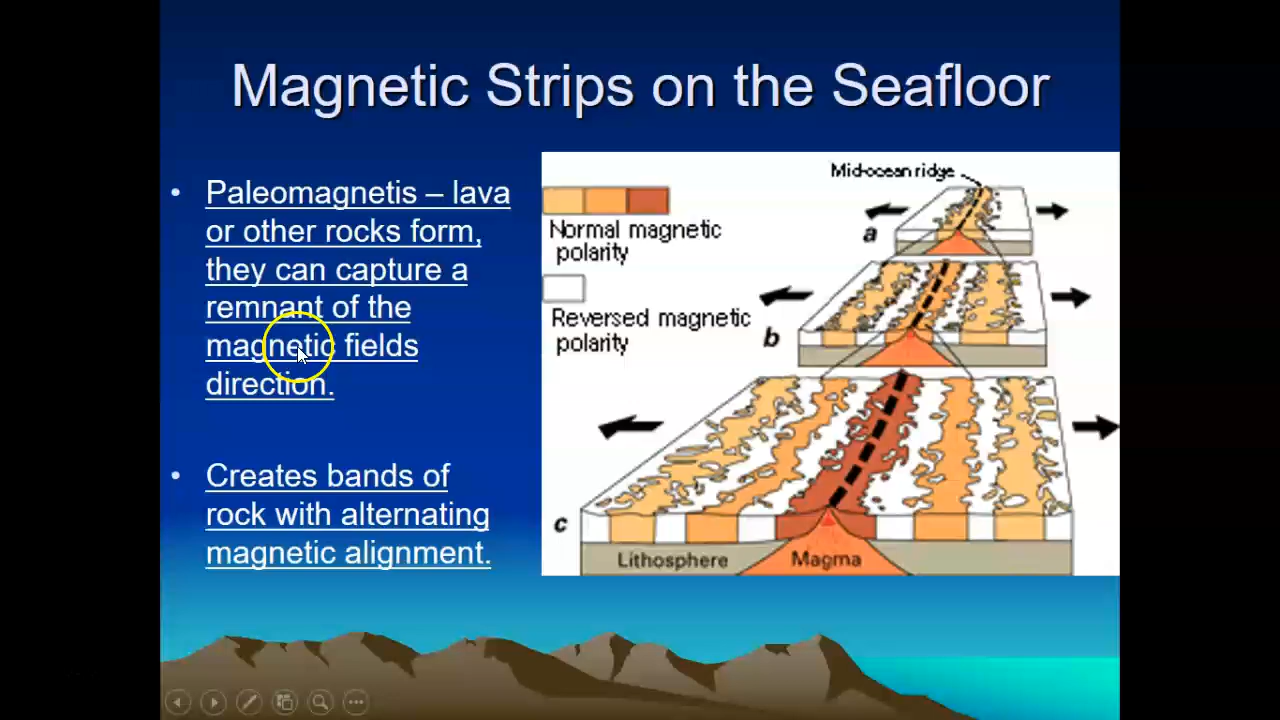 Magnetic Strips on the Seafloor
• Paleomagnetis – lava
or other rocks form,
they can capture a
remnant of the
magnetic fields
direction.
• Creates bands of
rock with alternating
magnetic alignment.
Mid-ocean ridge
Normal magnetic
polarity
Reversed magnetic
polarity
a
b
c
Lithosphere
Magma